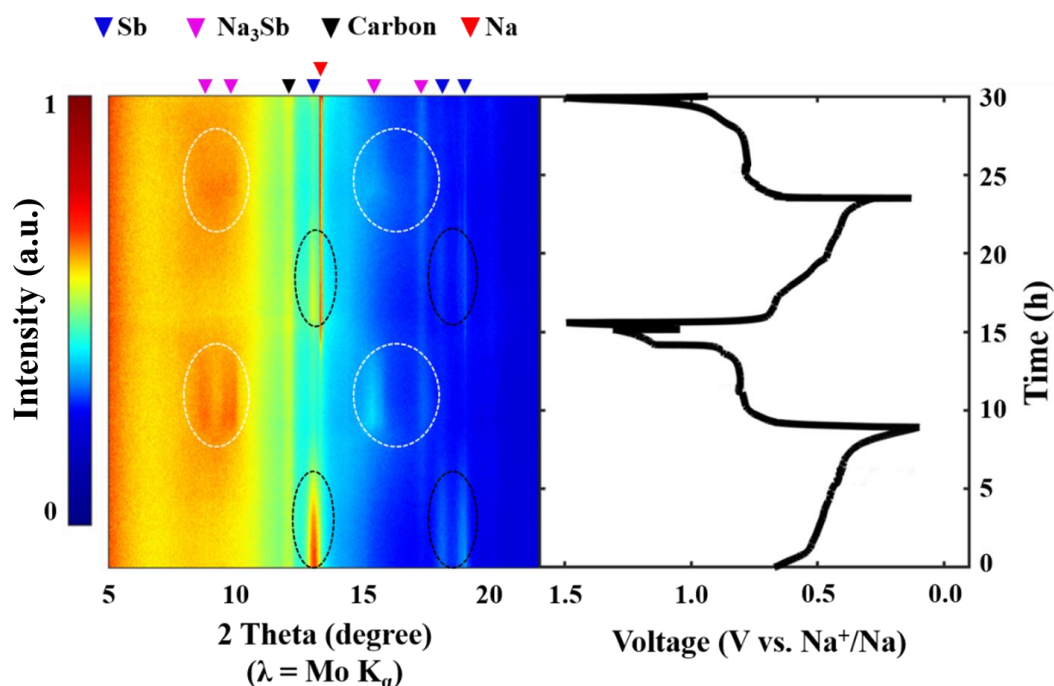 Sb Na₃Sb Carbon Na
Intensity (a.u.)
1
0
5 10 15 20
2 Theta (degree)
(λ = Mo Kα)
30
25
20
15
10
5
0
Time (h)
1.5 1.0 0.5 0.0
Voltage (V vs. Na⁺/Na)